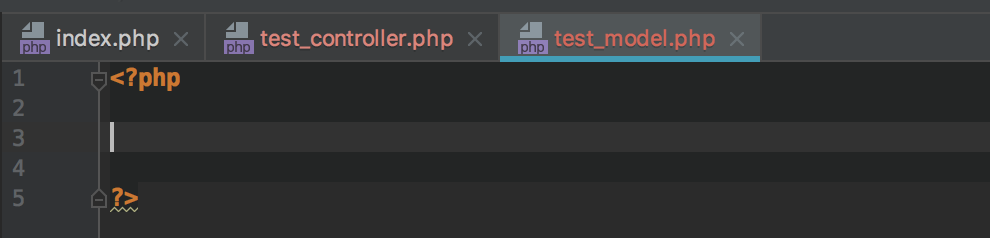 php index.php × php test_controller.php × php test_model.php ×
1 <?php
2
3
4
5 ?>